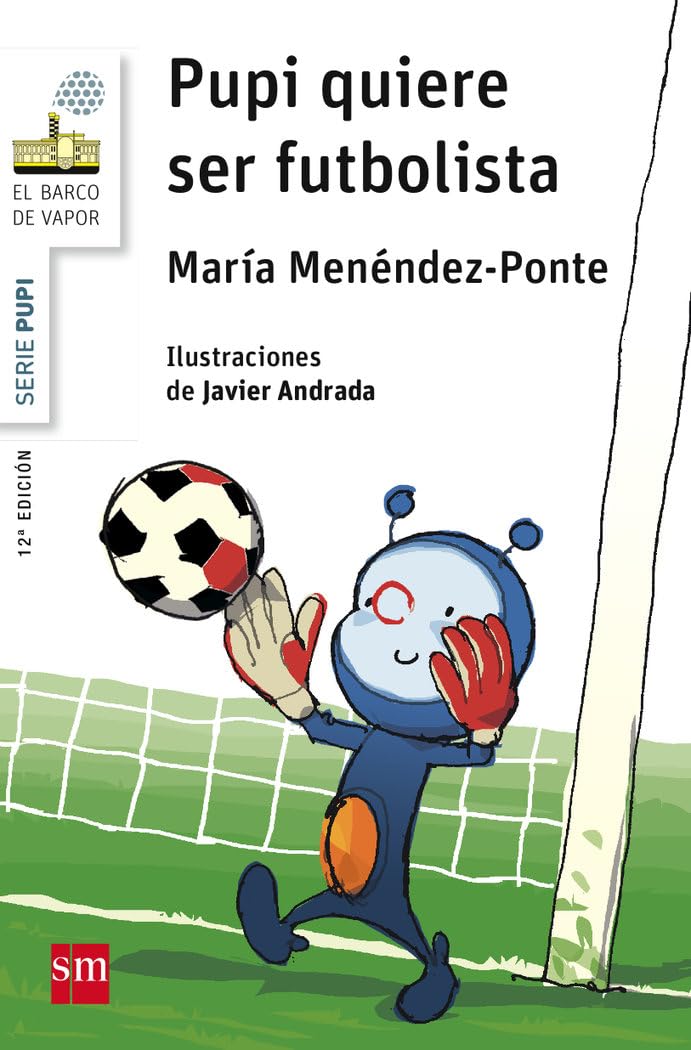 Pupi quiere
ser futbolista
María Menéndez-Ponte
Ilustraciones
de Javier Andrada
EL BARCO
DE VAPOR
SERIE PUPI
12ª EDICIÓN
sm